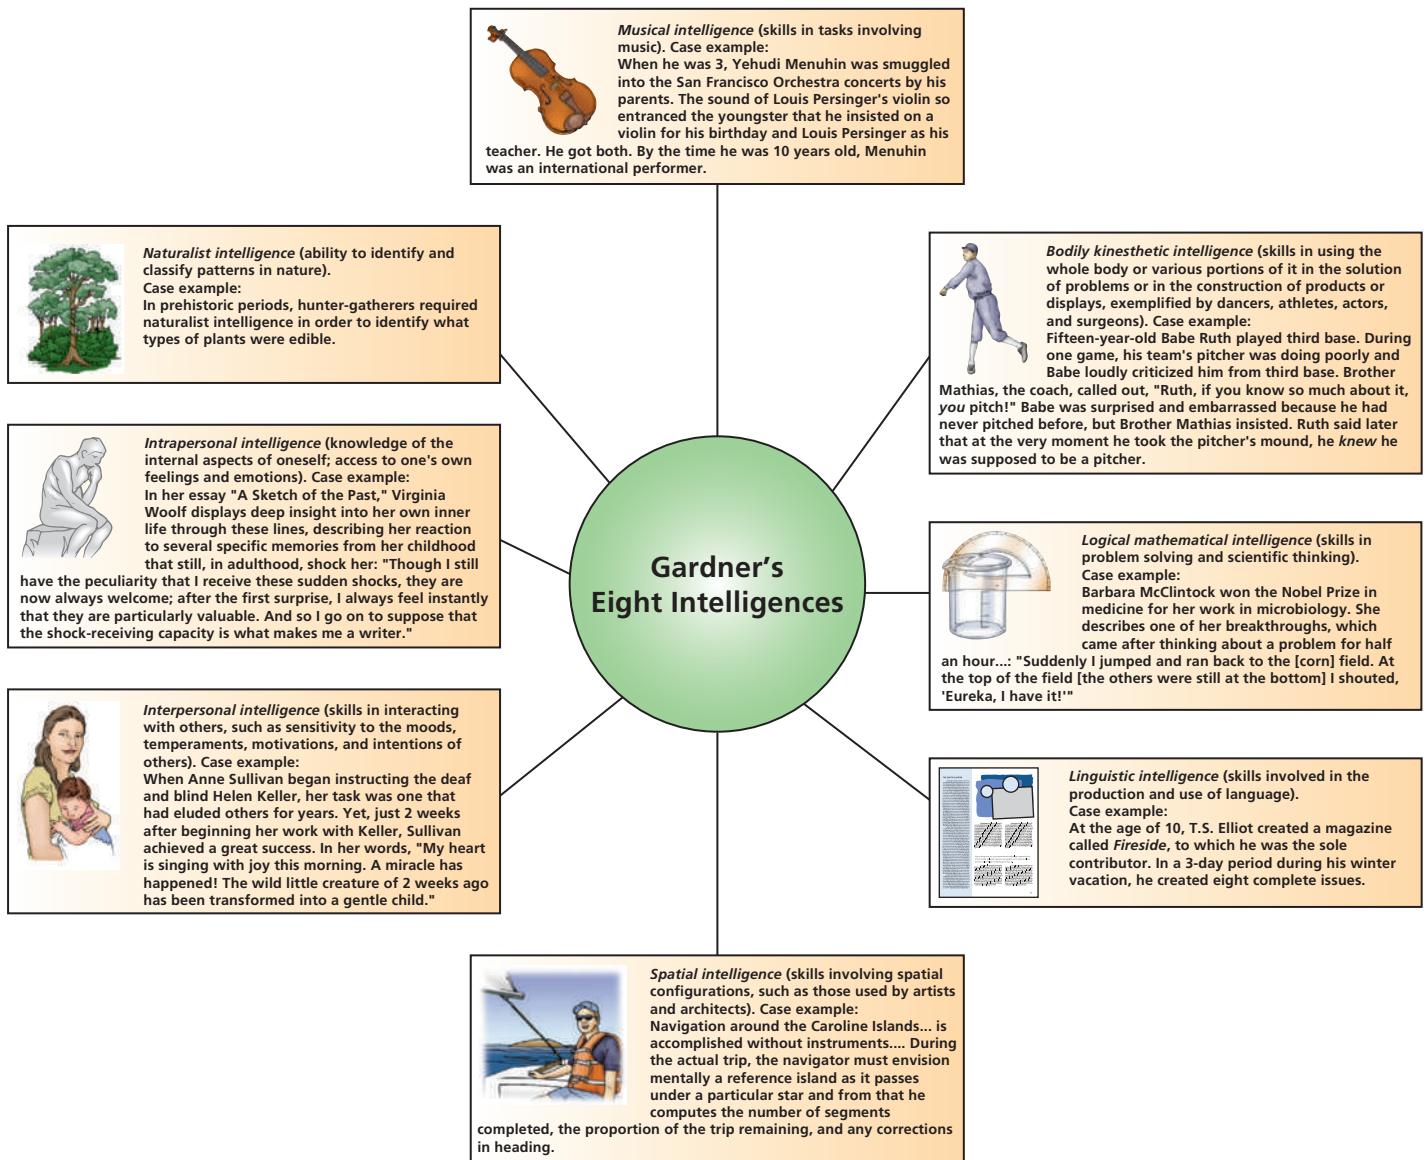 Musical intelligence (skills in tasks involving
music). Case example:
When he was 3, Yehudi Menuhin was smuggled
into the San Francisco Orchestra concerts by his
parents. The sound of Louis Persinger's violin so
entranced the youngster that he insisted on a
violin for his birthday and Louis Persinger as his
teacher. He got both. By the time he was 10 years old, Menuhin
was an international performer.
Naturalist intelligence (ability to identify and
classify patterns in nature).
Case example:
In prehistoric periods, hunter-gatherers required
naturalist intelligence in order to identify what
types of plants were edible.
Bodily kinesthetic intelligence (skills in using the
whole body or various portions of it in the solution
of problems or in the construction of products or
displays, exemplified by dancers, athletes, actors,
and surgeons). Case example:
Fifteen-year-old Babe Ruth played third base. During
one game, his team's pitcher was doing poorly and
Babe loudly criticized him from third base. Brother
Mathias, the coach, called out, "Ruth, if you know so much about it,
you pitch!" Babe was surprised and embarrassed because he had
never pitched before, but Brother Mathias insisted. Ruth said later
that at the very moment he took the pitcher's mound, he knew he
was supposed to be a pitcher.
Intrapersonal intelligence (knowledge of the
internal aspects of oneself; access to one's own
feelings and emotions). Case example:
In her essay "A Sketch of the Past," Virginia
Woolf displays deep insight into her own inner
life through these lines, describing her reaction
to several specific memories from her childhood
that still, in adulthood, shock her: "Though I still
have the peculiarity that I receive these sudden shocks, they are
now always welcome; after the first surprise, I always feel instantly
that they are particularly valuable. And so I go on to suppose that
the shock-receiving capacity is what makes me a writer."
Gardner's
Eight Intelligences
Logical mathematical intelligence (skills in
problem solving and scientific thinking).
Case example:
Barbara McClintock won the Nobel Prize in
medicine for her work in microbiology. She
describes one of her breakthroughs, which
came after thinking about a problem for half
an hour...: "Suddenly I jumped and ran back to the [corn] field. At
the top of the field [the others were still at the bottom] I shouted,
'Eureka, I have it!'"
Interpersonal intelligence (skills in interacting
with others, such as sensitivity to the moods,
temperaments, motivations, and intentions of
others). Case example:
When Anne Sullivan began instructing the deaf
and blind Helen Keller, her task was one that
had eluded others for years. Yet, just 2 weeks
after beginning her work with Keller, Sullivan
achieved a great success. In her words, "My heart
is singing with joy this morning. A miracle has
happened! The wild little creature of 2 weeks ago
has been transformed into a gentle child."
Linguistic intelligence (skills involved in the
production and use of language).
Case example:
At the age of 10, T.S. Elliot created a magazine
called Fireside, to which he was the sole
contributor. In a 3-day period during his winter
vacation, he created eight complete issues.
Spatial intelligence (skills involving spatial
configurations, such as those used by artists
and architects). Case example:
Navigation around the Caroline Islands... is
accomplished without instruments.... During
the actual trip, the navigator must envision
mentally a reference island as it passes
under a particular star and from that he
computes the number of segments
completed, the proportion of the trip remaining, and any corrections
in heading.